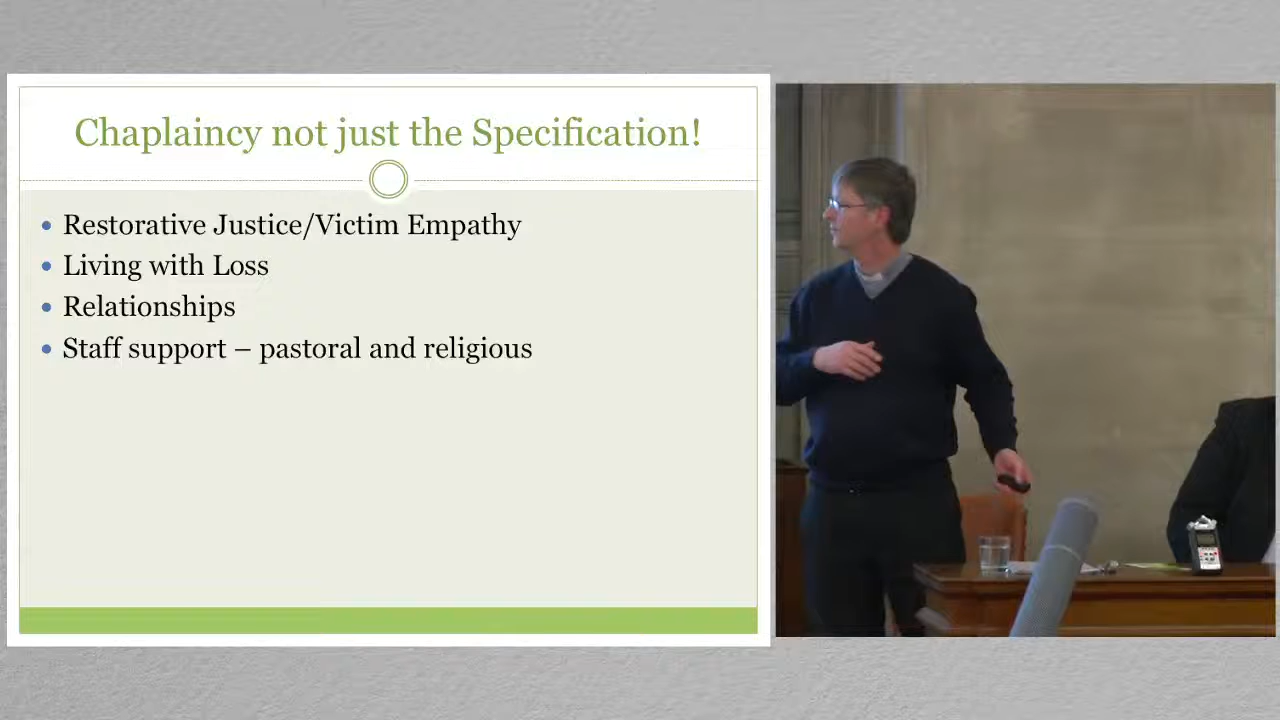 Chaplaincy not just the Specification!
Restorative Justice/Victim Empathy
Living with Loss
Relationships
Staff support – pastoral and religious